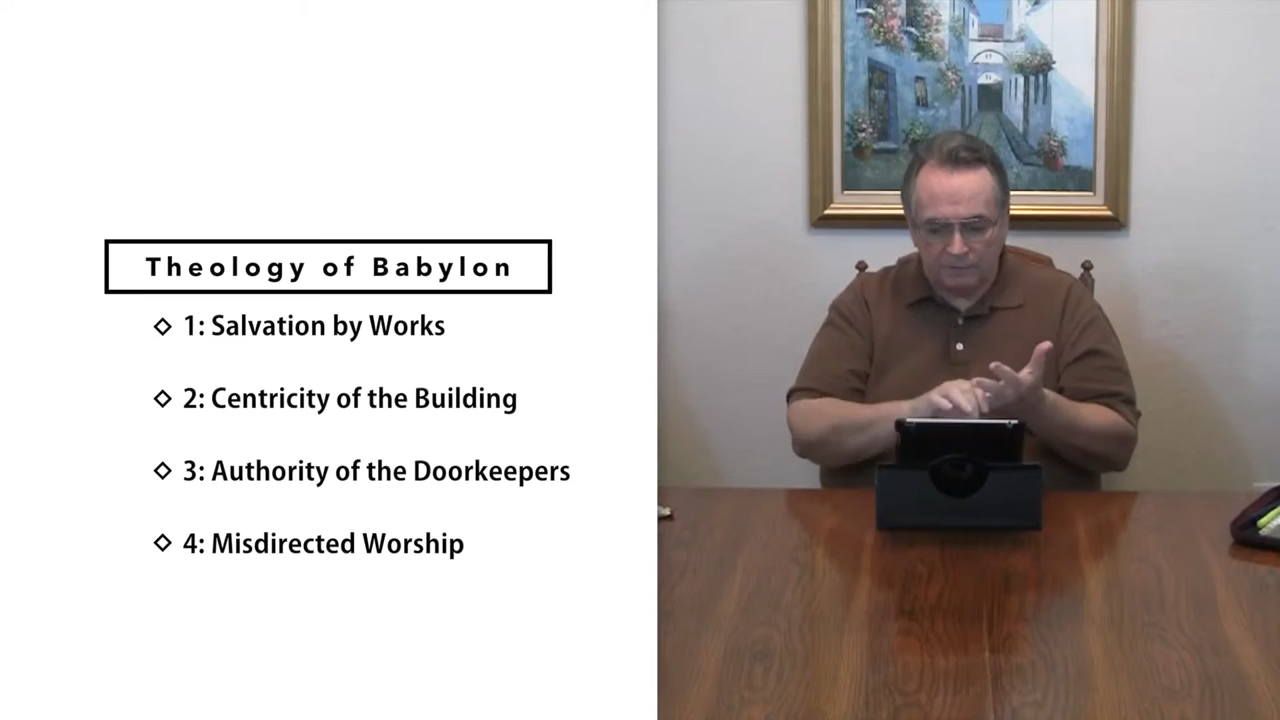 Theology of Babylon
◇ 1: Salvation by Works
◇ 2: Centricity of the Building
◇ 3: Authority of the Doorkeepers
◇ 4: Misdirected Worship